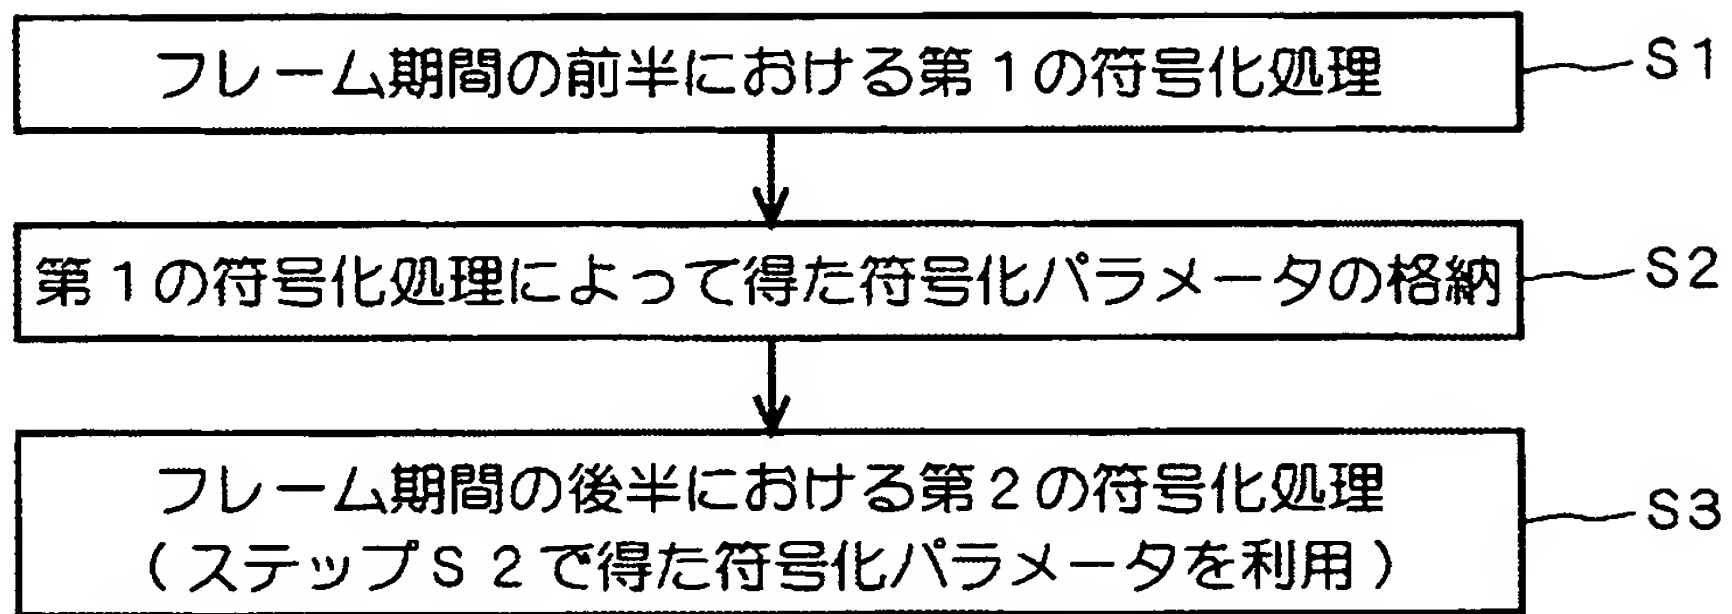 フレーム期間の前半における第１の符号化処理
S1
第１の符号化処理によって得た符号化パラメータの格納
S2
フレーム期間の後半における第２の符号化処理
（ステップＳ２で得た符号化パラメータを利用）
S3